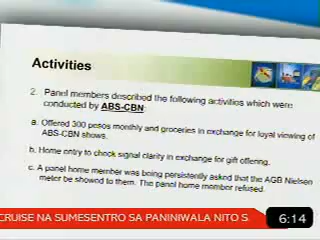 Activities
2. Panel members described the following activities which were
conducted by ABS-CBN:
a. Offered 300 pesos monthly and groceries in exchange for loyal viewing of
ABS-CBN shows.
b. Home entry to check signal clarity in exchange for gift offering.
c. A panel home member was being persistently asked that the AGB Nielsen
meter be showed to them. The panel home member refused.
CRUISE NA SUMESENTRO SA PANINIWALA NITO S
6:14